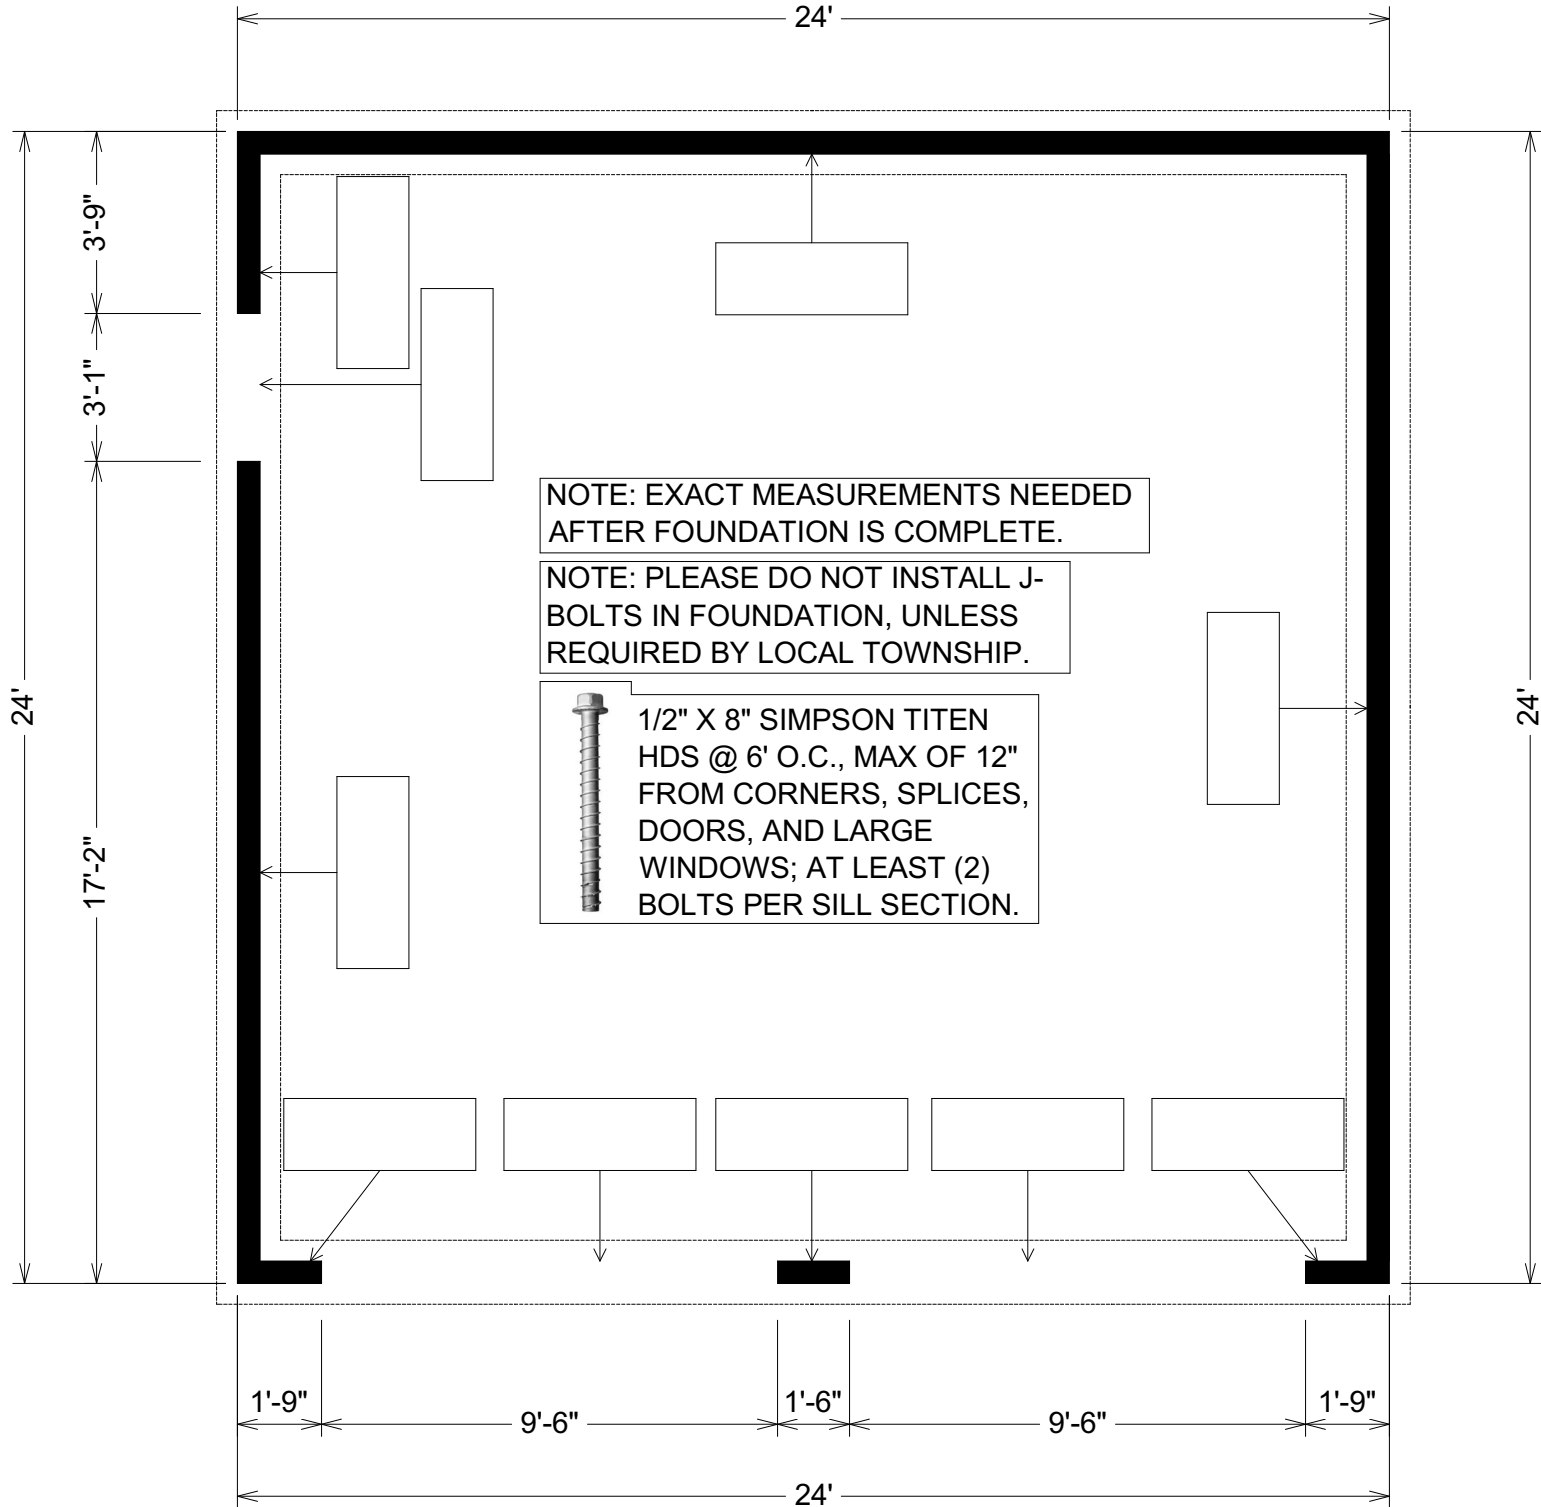 24'
3'-9"
3'-1"
NOTE: EXACT MEASUREMENTS NEEDED
AFTER FOUNDATION IS COMPLETE.
NOTE: PLEASE DO NOT INSTALL J-
BOLTS IN FOUNDATION, UNLESS
REQUIRED BY LOCAL TOWNSHIP.
24'
24'
1/2" X 8" SIMPSON TITEN
HDS @ 6' O.C., MAX OF 12"
FROM CORNERS, SPLICES,
DOORS, AND LARGE
WINDOWS; AT LEAST (2)
BOLTS PER SILL SECTION.
17'-2"
1'-9"
9'-6"
1'-6"
9'-6"
1'-9"
24'